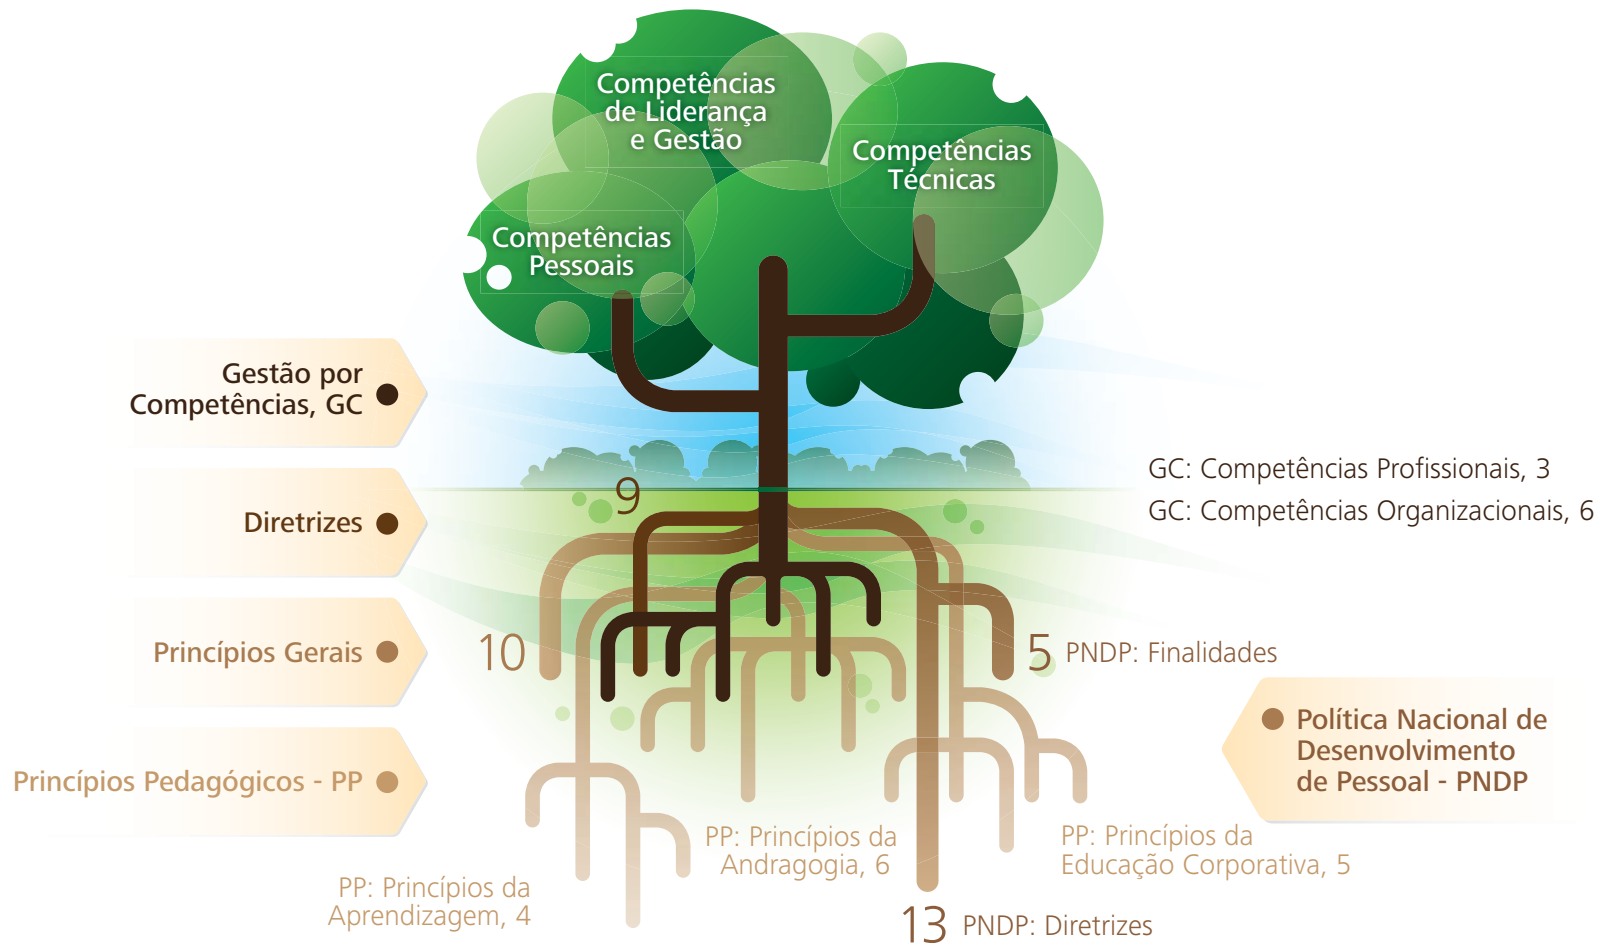 Competências
de Liderança
e Gestão
Competências
Técnicas
Competências
Pessoais
Gestão por
Competências, GC
GC: Competências Profissionais, 3
GC: Competências Organizacionais, 6
9
Diretrizes
Princípios Gerais
10
5 PNDP: Finalidades
Política Nacional de
Desenvolvimento
de Pessoal - PNDP
Princípios Pedagógicos - PP
PP: Princípios da
Andragogia, 6
PP: Princípios da
Educação Corporativa, 5
PP: Princípios da
Aprendizagem, 4
13 PNDP: Diretrizes